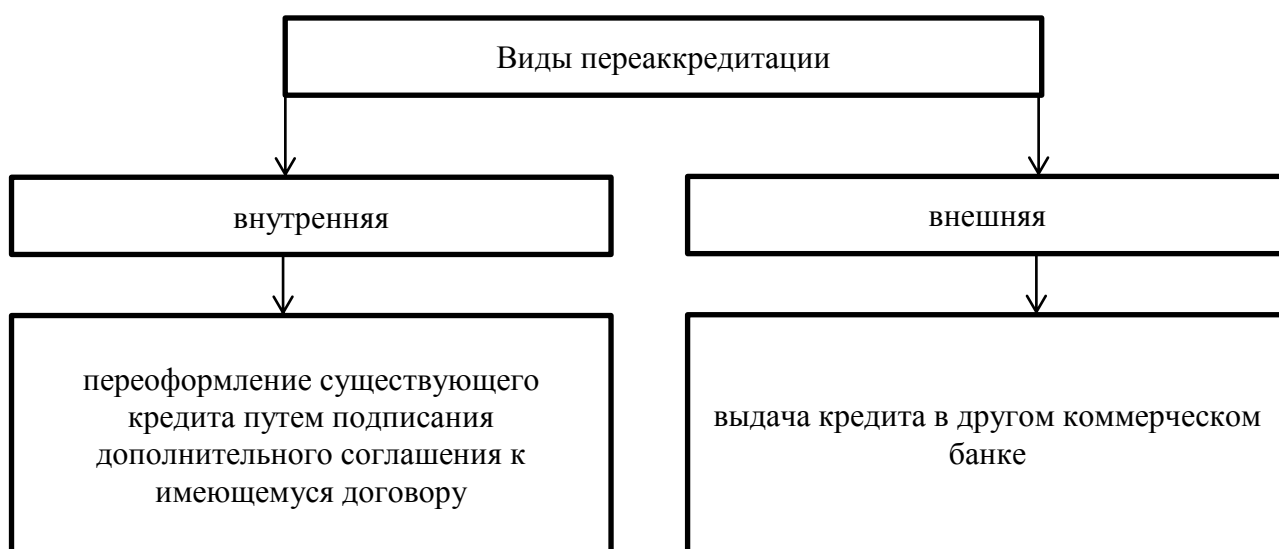 Виды переаккредитации
внутренняя
внешняя
переоформление существующего
кредита путем подписания
дополнительного соглашения к
имеющемуся договору
выдача кредита в другом коммерческом
банке